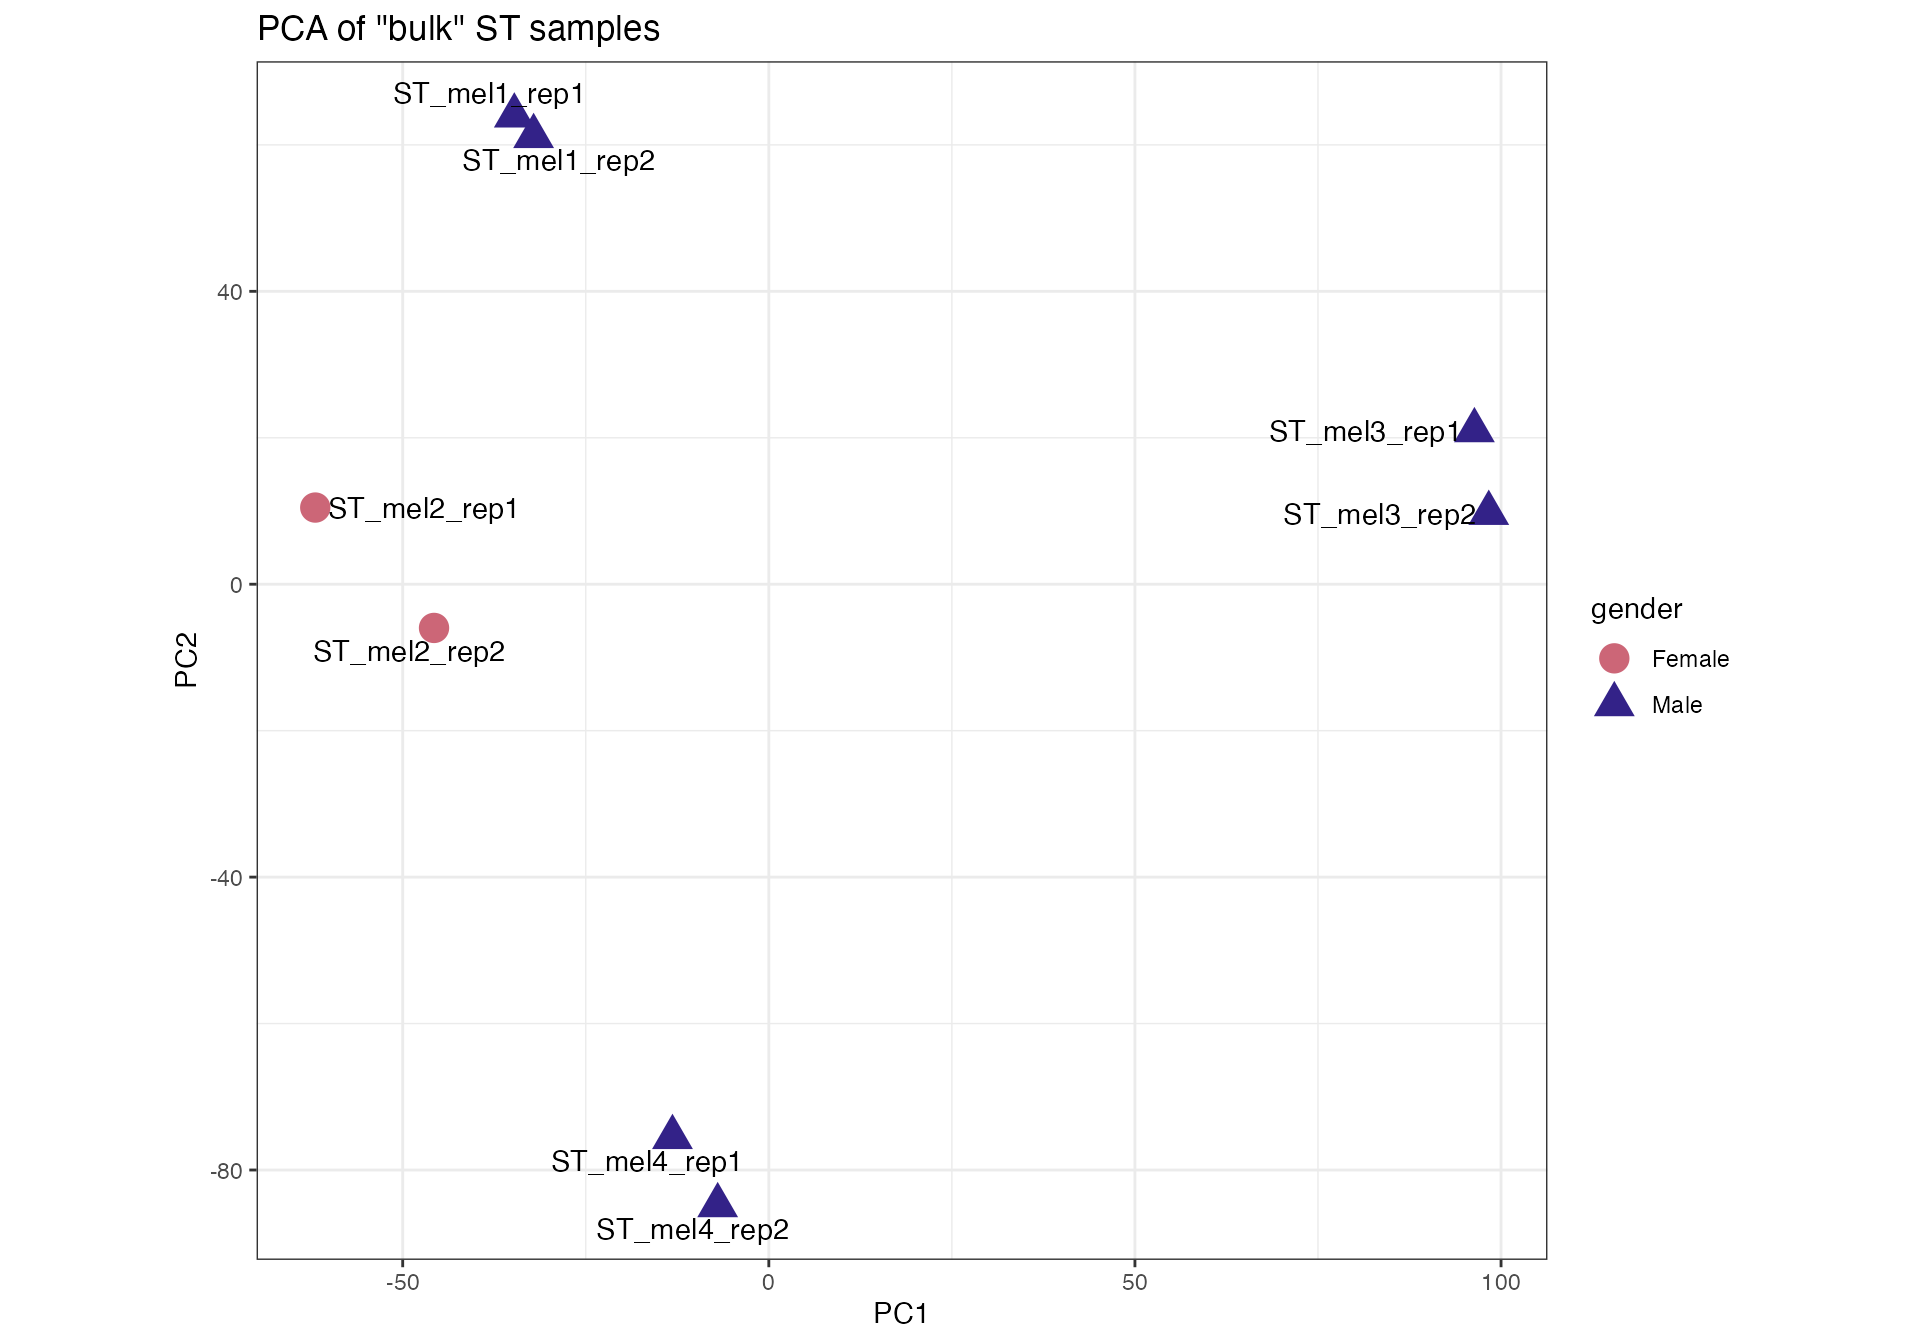 PCA of "bulk" ST samples
ST_mel1_rep1
ST_mel1_rep2
40
ST_mel3_rep1
ST_mel2_rep1
ST_mel3_rep2
0
gender
PC2
ST_mel2_rep2
Female
Male
-40
ST_mel4_rep1
-80
ST_mel4_rep2
-50 0 50 100
PC1